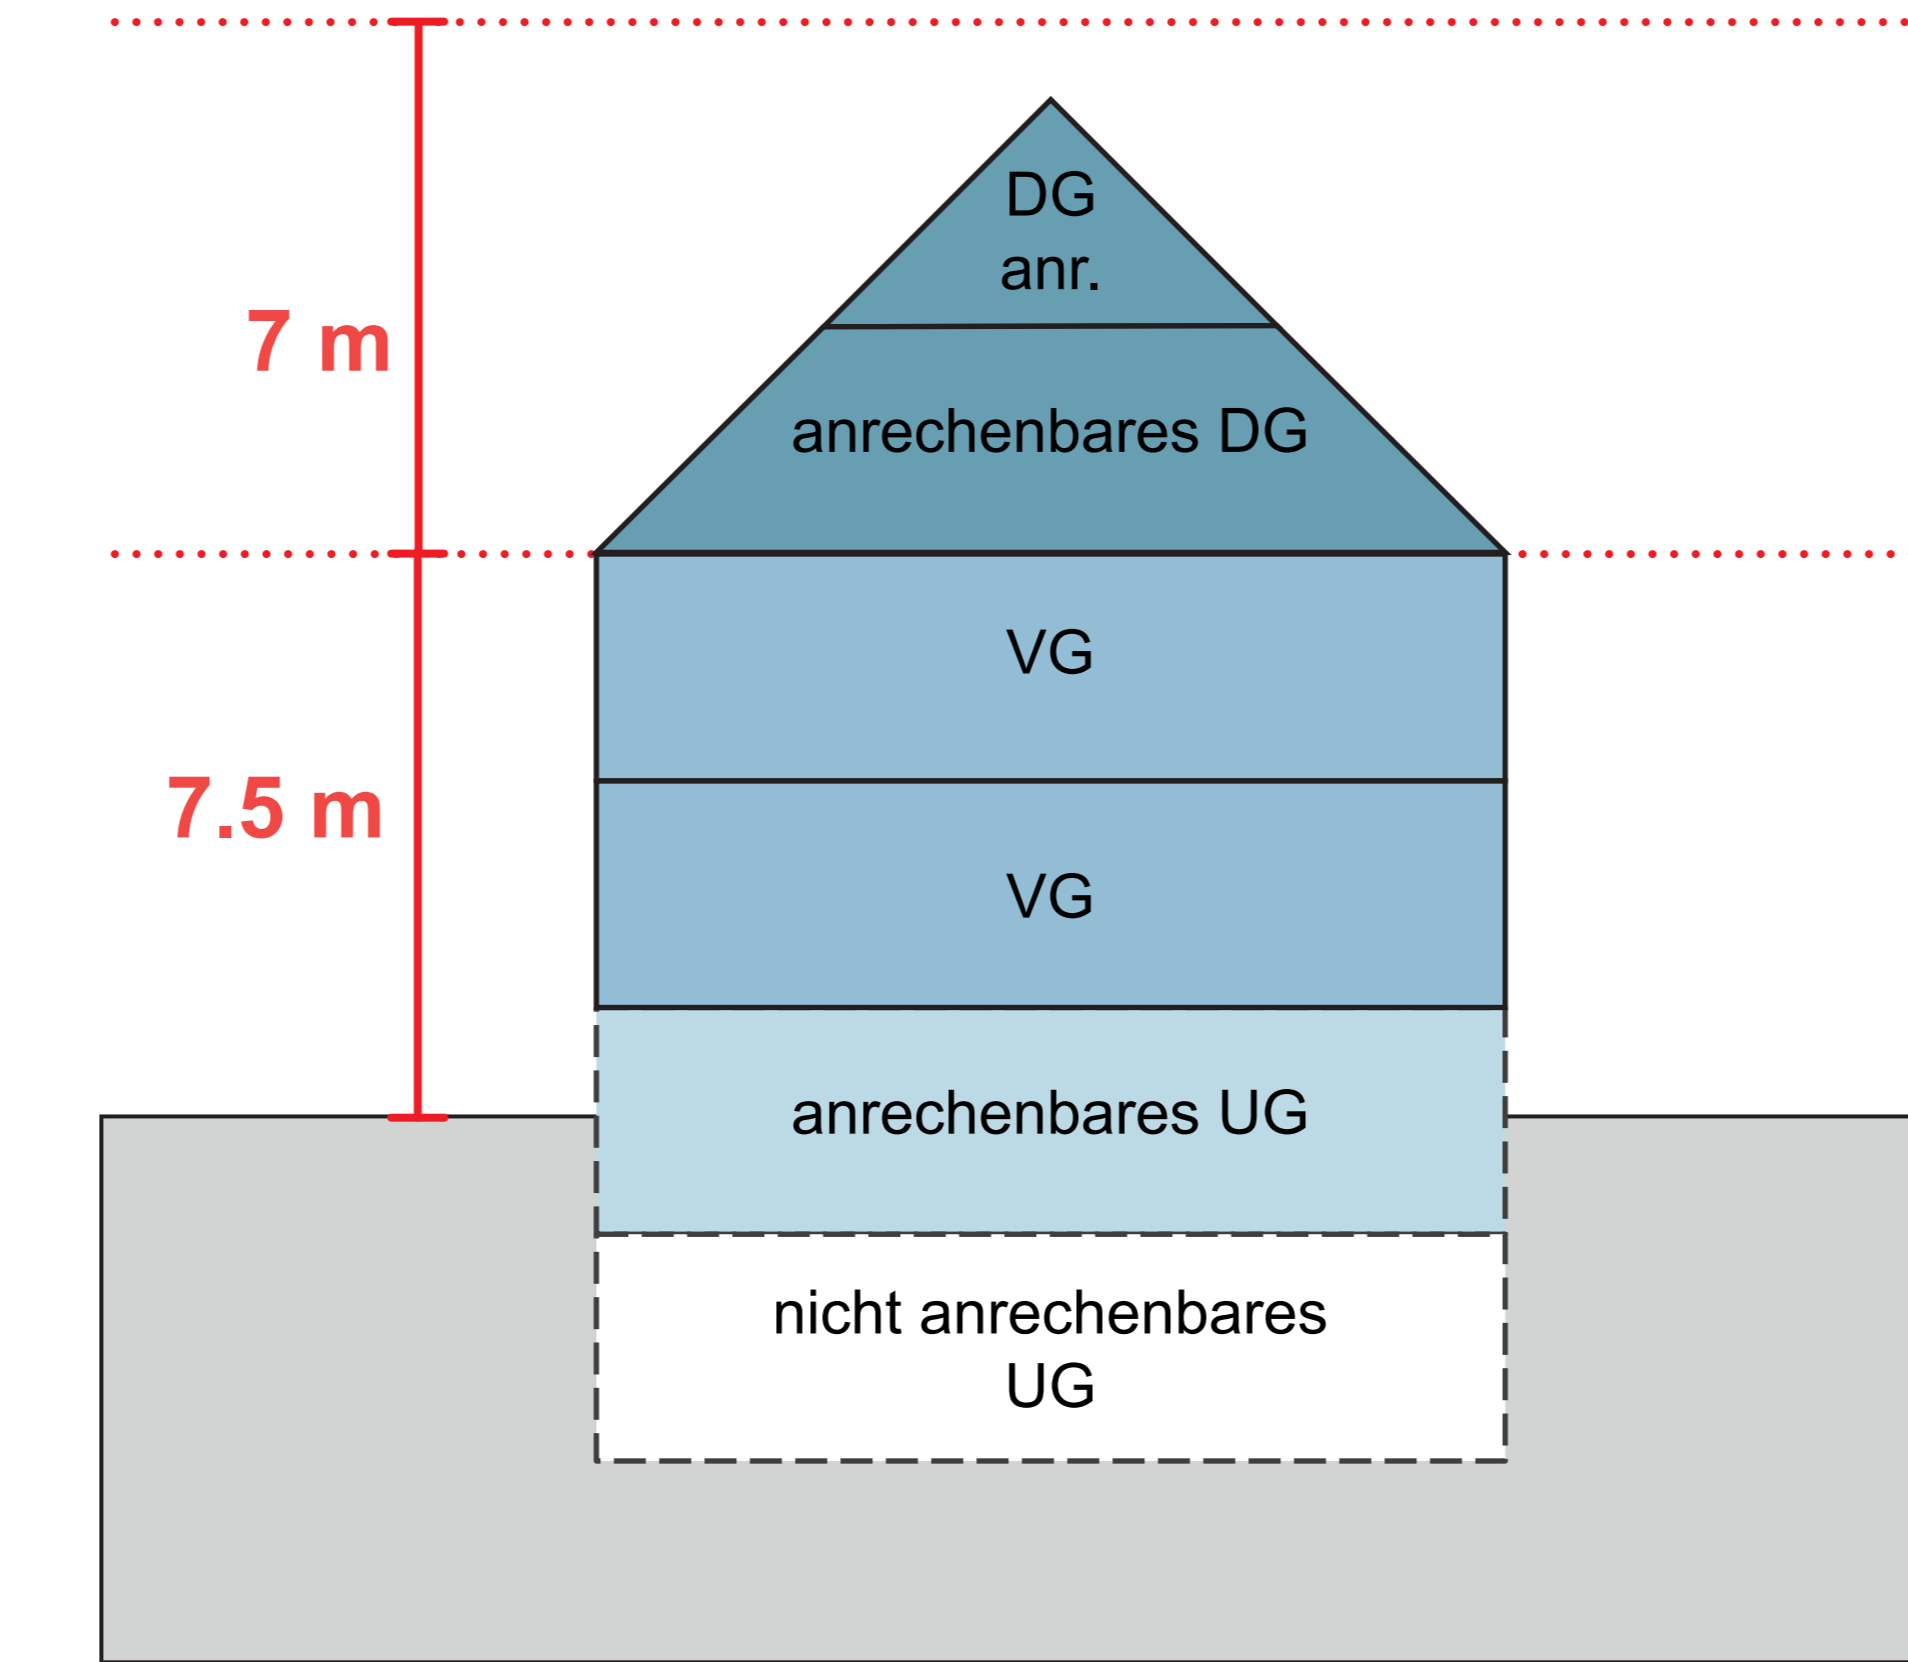 DG
anr.
7 m
anrechenbares DG
VG
7.5 m
VG
anrechenbares UG
nicht anrechenbares
UG